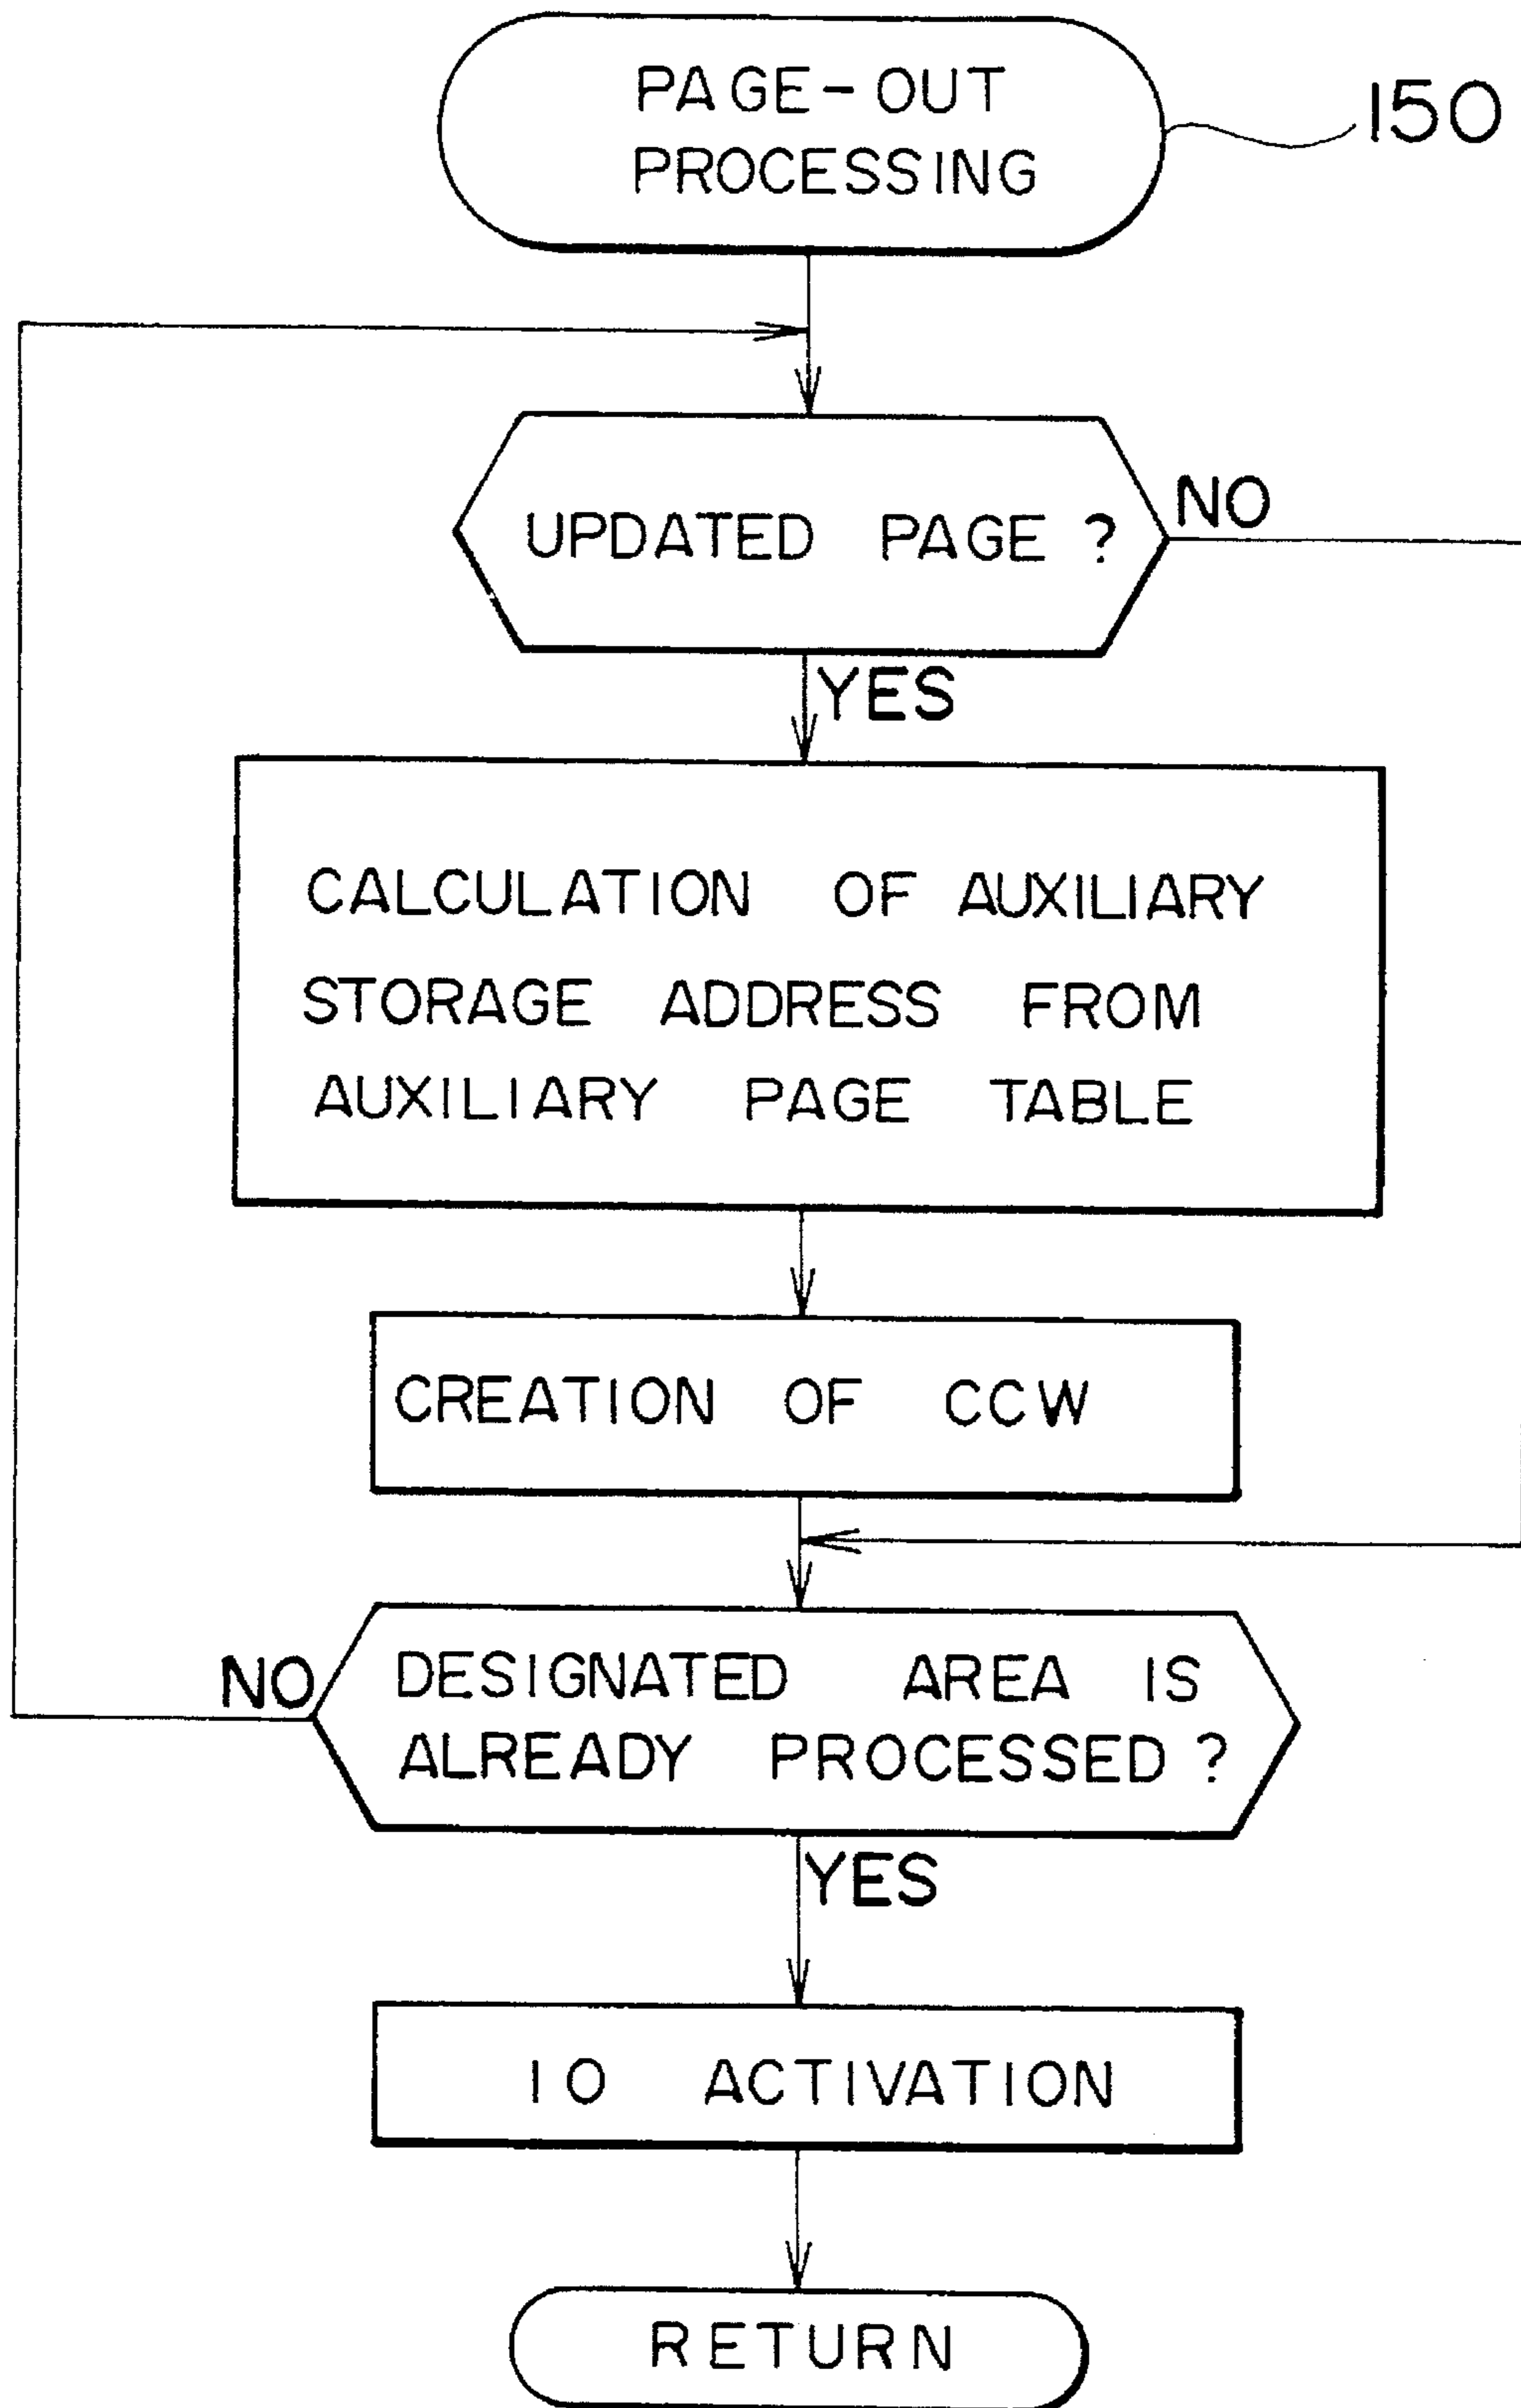 PAGE-OUT
PROCESSING
150
UPDATED PAGE ?
NO
YES
CALCULATION OF AUXILIARY
STORAGE ADDRESS FROM
AUXILIARY PAGE TABLE
CREATION OF CCW
NO
DESIGNATED AREA IS
ALREADY PROCESSED ?
YES
IO ACTIVATION
RETURN